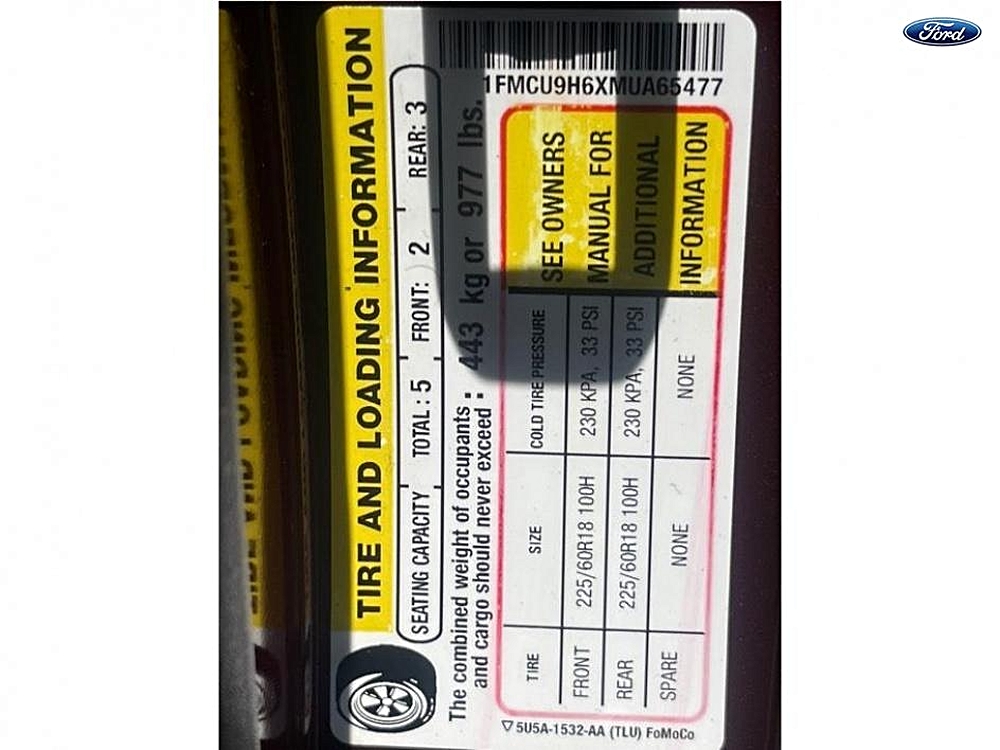 Ford
1FMCU9H6XMUA65477
TIRE AND LOADING INFORMATION
SEATING CAPACITY TOTAL : 5 FRONT: 2 REAR: 3
The combined weight of occupants
and cargo should never exceed : 443 kg or 977 lbs.
TIRE SIZE COLD TIRE PRESSURE
FRONT 225/60R18 100H 230 KPA, 33 PSI
REAR 225/60R18 100H 230 KPA, 33 PSI
SPARE NONE NONE
SEE OWNERS
MANUAL FOR
ADDITIONAL
INFORMATION
5U5A-1532-AA (TLU) FoMoCo